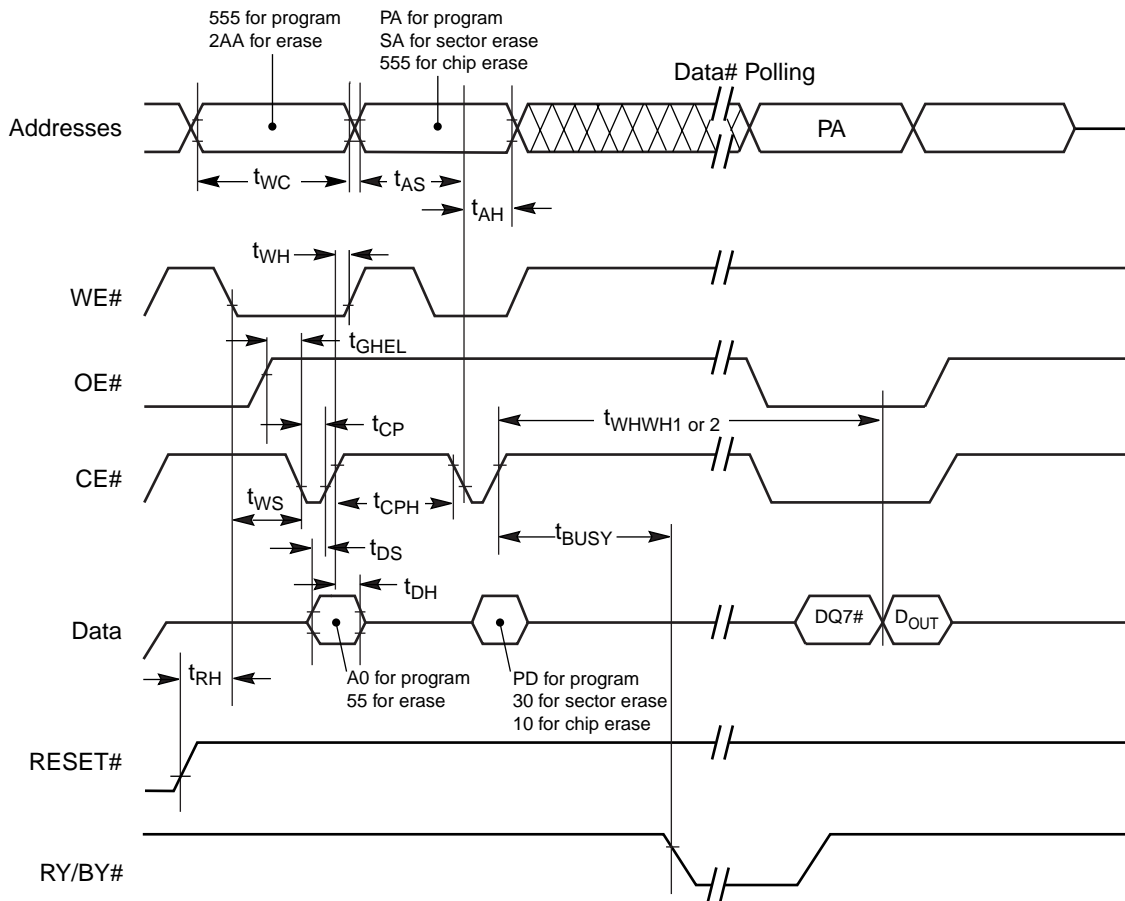 555 for program
2AA for erase
PA for program
SA for sector erase
555 for chip erase
Data# Polling
Addresses
PA
tWC
tAS
tAH
tWH
WE#
tGHEL
OE#
tWHWH1 or 2
tCP
CE#
tWS
tCPH
tBUSY
tDS
tDH
Data
DQ7#
DOUT
tRH
A0 for program
55 for erase
PD for program
30 for sector erase
10 for chip erase
RESET#
RY/BY#